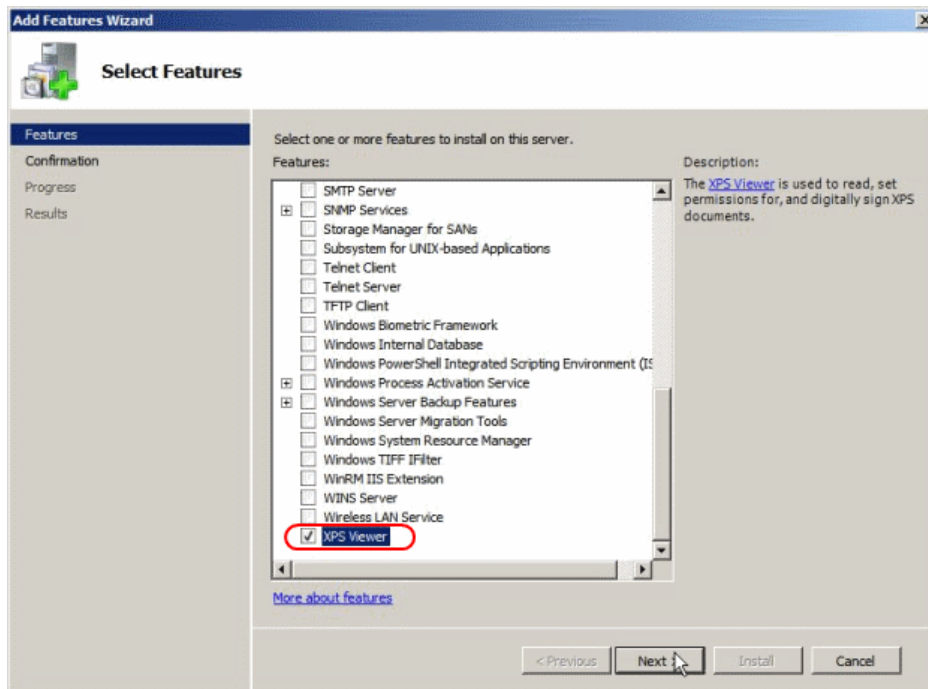 Add Features Wizard
Select Features
Features
Confirmation
Progress
Results
Select one or more features to install on this server.
Features:
SMTP Server
SNMP Services
Storage Manager for SANs
Subsystem for UNIX-based Applications
Telnet Client
Telnet Server
TFTP Client
Windows Biometric Framework
Windows Internal Database
Windows PowerShell Integrated Scripting Environment (IS
Windows Process Activation Service
Windows Server Backup Features
Windows Server Migration Tools
Windows System Resource Manager
Windows TIFF IFilter
WinRM IIS Extension
WINS Server
Wireless LAN Service
XPS Viewer
More about features
Description:
The XPS Viewer is used to read, set
permissions for, and digitally sign XPS
documents.
< Previous
Next >
Install
Cancel